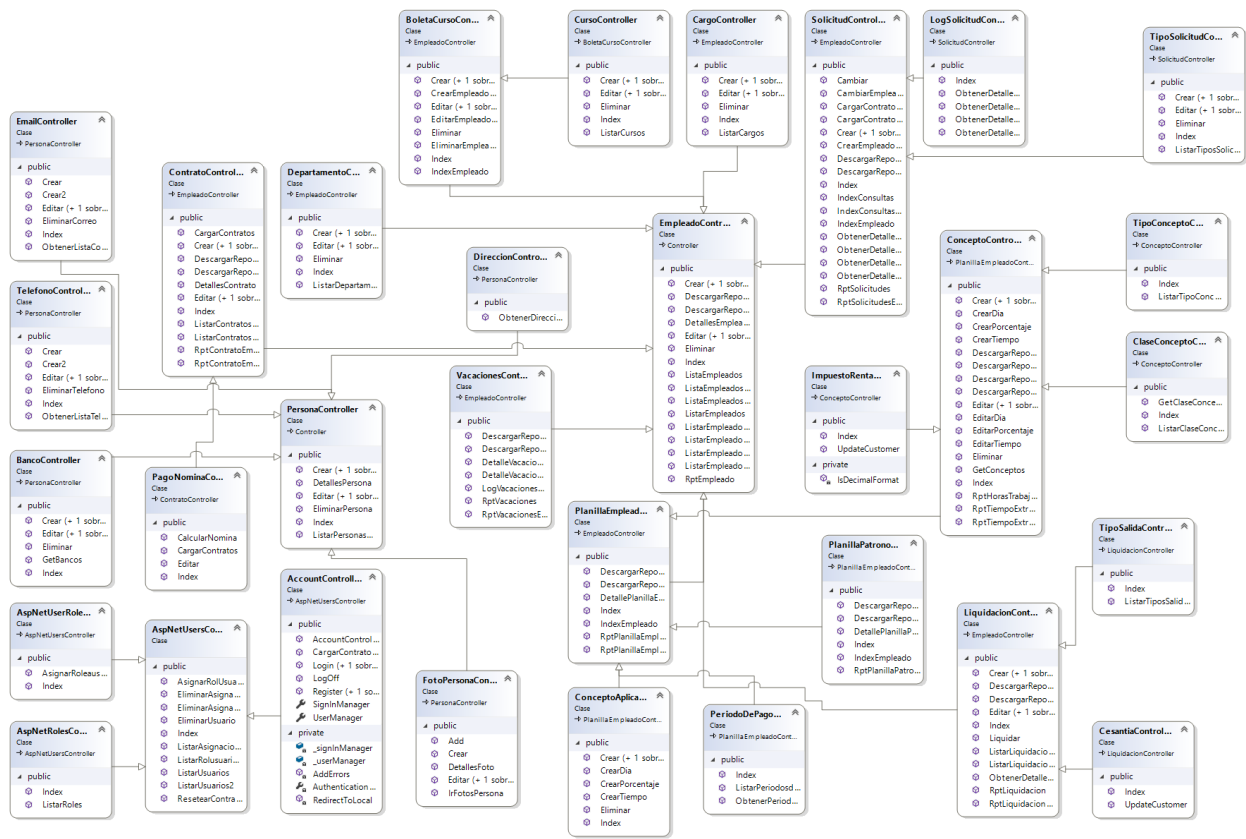 BoletaCursoCon...
Clase
EmpleadoController
public
Crear (+ 1 sobr...
CrearEmpleado ...
Editar (+ 1 sobr...
EditarEmpleado...
Eliminar
EliminarEmplea...
Index
IndexEmpleado
CursoController
Clase
BoletaCursoController
public
Crear (+ 1 sobr...
Editar (+ 1 sobr...
Eliminar
Index
ListarCursos
CargoController
Clase
EmpleadoController
public
Crear (+ 1 sobr...
Editar (+ 1 sobr...
Eliminar
Index
ListarCargos
SolicitudControl...
Clase
EmpleadoController
public
Cambiar
CambiarEmplea...
CargarContrato...
CargarContrato...
Crear (+ 1 sobr...
CrearEmpleado...
DescargarRepo...
DescargarRepo...
Index
IndexConsultas
IndexConsultas...
IndexEmpleado
ObtenerDetalle...
ObtenerDetalle...
ObtenerDetalle...
ObtenerDetalle...
RptSolicitudes
RptSolicitudesE...
LogSolicitudCon...
Clase
SolicitudController
public
Index
ObtenerDetalle...
ObtenerDetalle...
ObtenerDetalle...
ObtenerDetalle...
TipoSolicitudCo...
Clase
SolicitudController
public
Crear (+ 1 sobr...
Editar (+ 1 sobr...
Eliminar
Index
ListarTiposSolic...
EmailController
Clase
PersonaController
public
Crear
Crear2
Editar (+ 1 sobr...
EliminarCorreo
Index
ObtenerListaCo...
ContratoControl...
Clase
EmpleadoController
public
CargarContratos
Crear (+ 1 sobr...
DescargarRepo...
DescargarRepo...
DetallesContrato
Editar (+ 1 sobr...
Index
ListarContratos ...
ListarContratos ...
RptContratoEm...
RptContratoEm...
DepartamentoC...
Clase
EmpleadoController
public
Crear (+ 1 sobr...
Editar (+ 1 sobr...
Eliminar
Index
ListarDepartam...
DireccionContro...
Clase
PersonaController
public
ObtenerDirecci...
EmpleadoContr...
Clase
Controller
public
Crear (+ 1 sobr...
DescargarRepo...
DescargarRepo...
DetallesEmplea...
Editar (+ 1 sobr...
Eliminar
Index
ListaEmpleados
ListaEmpleados...
ListaEmpleados...
ListarEmpleados
ListarEmpleado...
ListarEmpleado...
ListarEmpleado...
ListarEmpleado...
RptEmpleado
ConceptoContro...
Clase
PlanillaEmpleadoCont...
public
Crear (+ 1 sobr...
CrearDia
CrearPorcentaje
CrearTiempo
DescargarRepo...
DescargarRepo...
DescargarRepo...
DescargarRepo...
Editar (+ 1 sobr...
EditarDia
EditarPorcentaje
EditarTiempo
Eliminar
GetConceptos
Index
RptHorasTrabaj...
RptTiempoExtr...
RptTiempoExtr...
TipoConceptoC...
Clase
ConceptoController
public
Index
ListarTipoConc...
TelefonoControl...
Clase
PersonaController
public
Crear
Crear2
Editar (+ 1 sobr...
EliminarTelefono
Index
ObtenerListaTel...
ClaseConceptoC...
Clase
ConceptoController
public
GetClaseConce...
Index
ListarClaseConc...
VacacionesCont...
Clase
EmpleadoController
public
DescargarRepo...
DescargarRepo...
DetalleVacacio...
DetalleVacacio...
LogVacaciones...
RptVacaciones
RptVacacionesE...
ImpuestoRenta...
Clase
ConceptoController
public
Index
UpdateCustomer
private
IsDecimalFormat
PersonaController
Clase
Controller
public
Crear (+ 1 sobr...
DetallesPersona
Editar (+ 1 sobr...
EliminarPersona
Index
ListarPersonas...
BancoController
Clase
PersonaController
public
Crear (+ 1 sobr...
Editar (+ 1 sobr...
Eliminar
GetBancos
Index
PagoNominaCo...
Clase
ContratoController
public
CalcularNomina
CargarContratos
Editar
Index
PlanillaEmplead...
Clase
EmpleadoController
public
DescargarRepo...
DescargarRepo...
DetallePlanillaE...
Index
IndexEmpleado
RptPlanillaEmpl...
RptPlanillaEmpl...
PlanillaPatrono...
Clase
PlanillaEmpleadoCont...
public
DescargarRepo...
DescargarRepo...
DetallePlanillaP...
Index
IndexEmpleado
RptPlanillaPatro...
TipoSalidaContr...
Clase
LiquidacionController
public
Index
ListarTiposSalid...
AccountControll...
Clase
AspNetUsersController
public
AccountControl...
CargarContrato...
Login (+ 1 sobr...
LogOff
Register (+ 1 so...
SignInManager
UserManager
private
_signInManager
_userManager
AddErrors
Authentication...
RedirectToLocal
AspNetUserRole...
Clase
AspNetUsersController
public
AsignarRoleaus...
Index
AspNetUsersCo...
Clase
public
AsignarRolUsua...
EliminarAsigna...
EliminarAsigna...
EliminarUsuario
Index
ListarAsignacio...
ListarRolusuari...
ListarUsuarios
ListarUsuarios2
ResetearContra...
LiquidacionCont...
Clase
EmpleadoController
public
Crear (+ 1 sobr...
DescargarRepo...
DescargarRepo...
Editar (+ 1 sobr...
Index
Liquidar
ListarLiquidacio...
ListarLiquidacio...
ObtenerDetalle...
RptLiquidacion
RptLiquidacion...
FotoPersonaCon...
Clase
PersonaController
public
Add
Crear
DetallesFoto
Editar (+ 1 sobr...
IrFotosPersona
ConceptoAplica...
Clase
PlanillaEmpleadoCont...
public
Crear (+ 1 sobr...
CrearDia
CrearPorcentaje
CrearTiempo
Eliminar
Index
PeriodoDePago...
Clase
PlanillaEmpleadoCont...
public
Index
ListarPeriodosd...
ObtenerPeriod...
AspNetRolesCo...
Clase
AspNetUsersController
public
Index
ListarRoles
CesantiaControl...
Clase
LiquidacionController
public
Index
UpdateCustomer